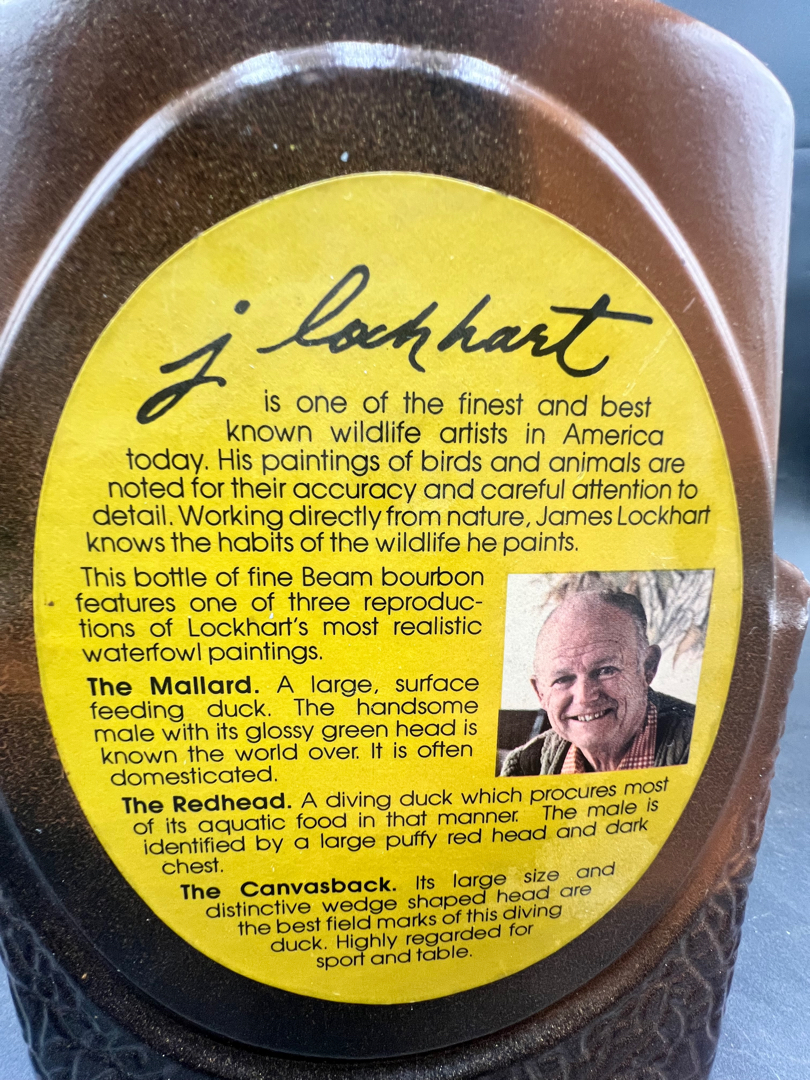 j lockhart
is one of the finest and best
known wildlife artists in America
today. His paintings of birds and animals are
noted for their accuracy and careful attention to
detail. Working directly from nature, James Lockhart
knows the habits of the wildlife he paints.
This bottle of fine Beam bourbon
features one of three reproduc-
tions of Lockhart's most realistic
waterfowl paintings.
The Mallard. A large, surface
feeding duck. The handsome
male with its glossy green head is
known the world over. It is often
domesticated.
The Redhead. A diving duck which procures most
of its aquatic food in that manner. The male is
identified by a large puffy red head and dark
chest.
The Canvasback. Its large size and
distinctive wedge shaped head are
the best field marks of this diving
duck. Highly regarded for
sport and table.